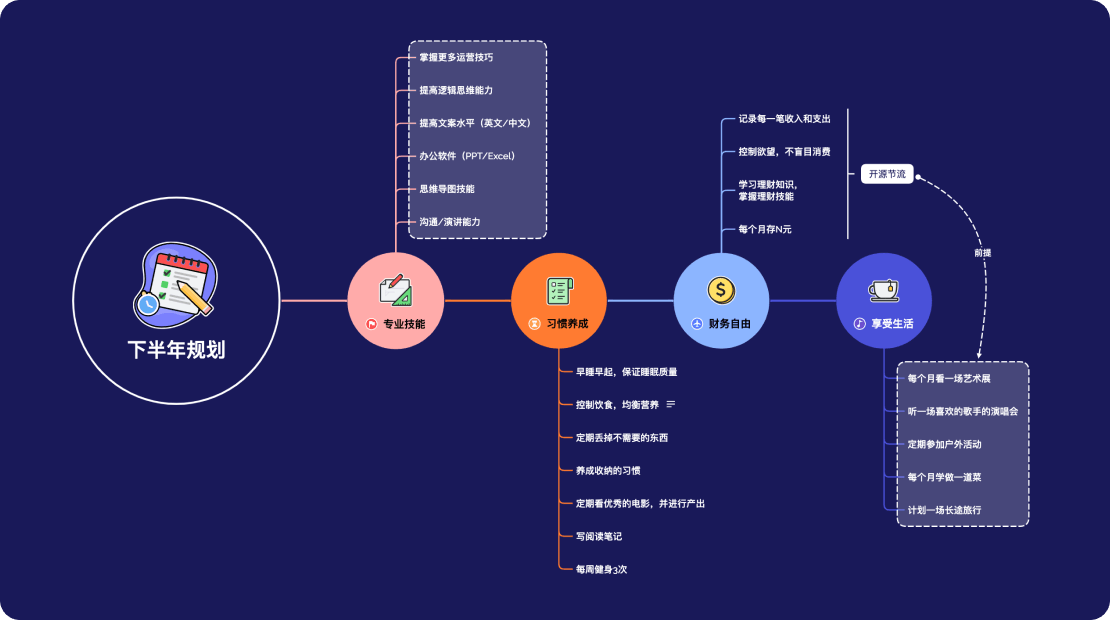 下半年规划
专业技能
掌握更多运营技巧
提高逻辑思维能力
提高文案水平（英文/中文）
办公软件（PPT/Excel）
思维导图技能
沟通/演讲能力
习惯养成
早睡早起，保证睡眠质量
控制饮食，均衡营养
定期丢掉不需要的东西
养成收纳的习惯
定期看优秀的电影，并进行产出
写阅读笔记
每周健身3次
财务自由
记录每一笔收入和支出
控制欲望，不盲目消费
学习理财知识，
掌握理财技能
每个月存N元
开源节流
前提
享受生活
每个月看一场艺术展
听一场喜欢的歌手的演唱会
定期参加户外活动
每个月学做一道菜
计划一场长途旅行